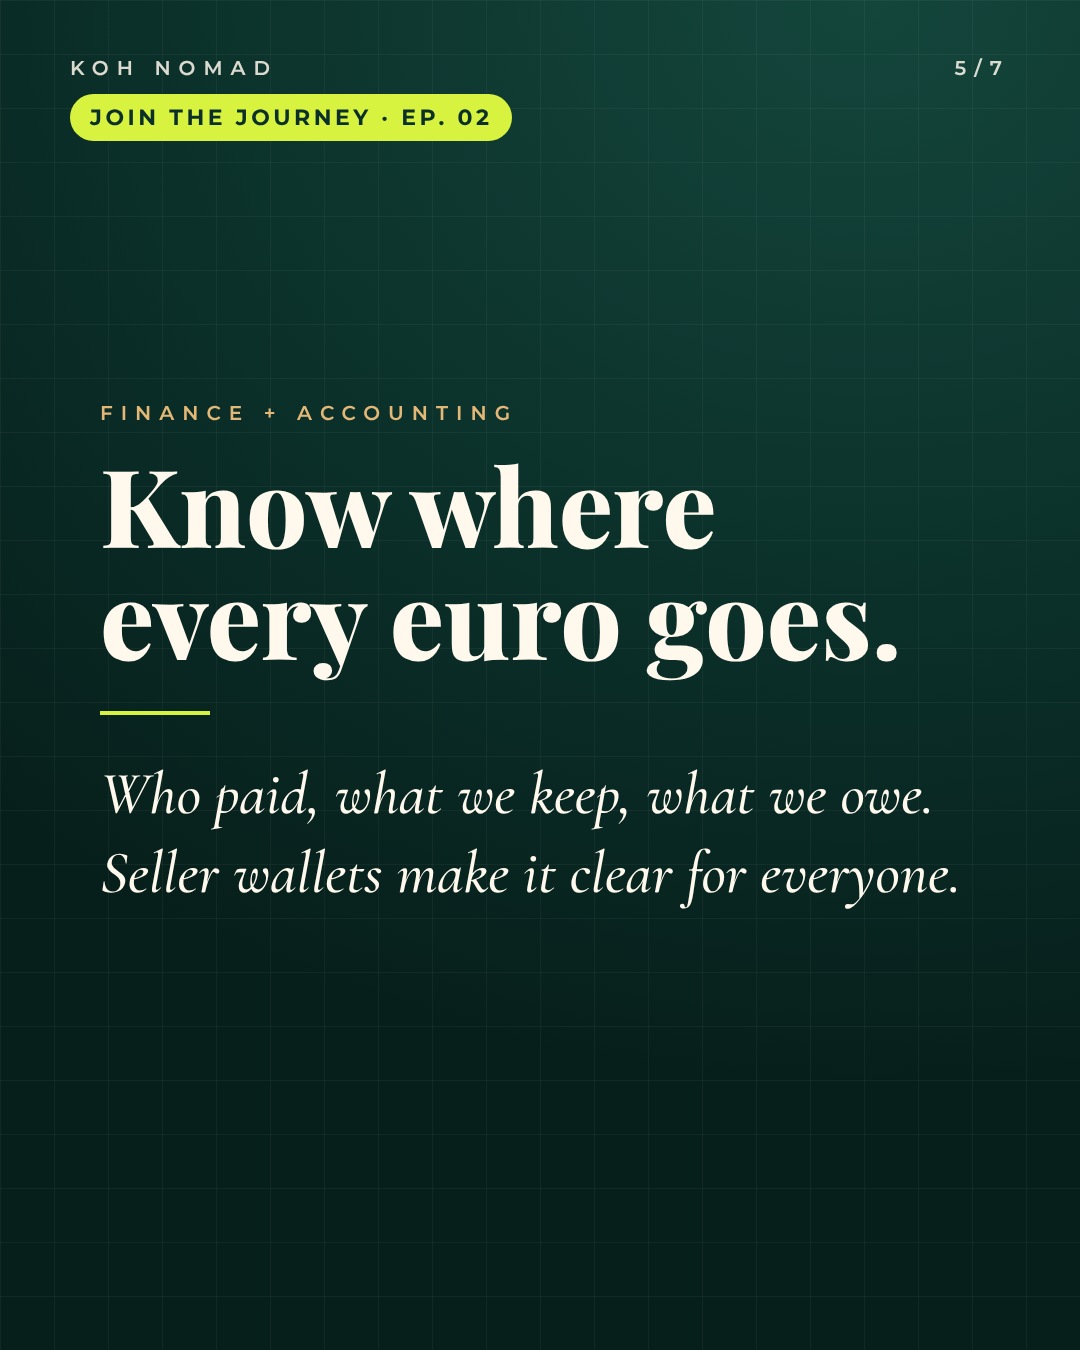 KOH NOMAD
5/7
JOIN THE JOURNEY · EP. 02
FINANCE + ACCOUNTING
Know where
every euro goes.
Who paid, what we keep, what we owe.
Seller wallets make it clear for everyone.